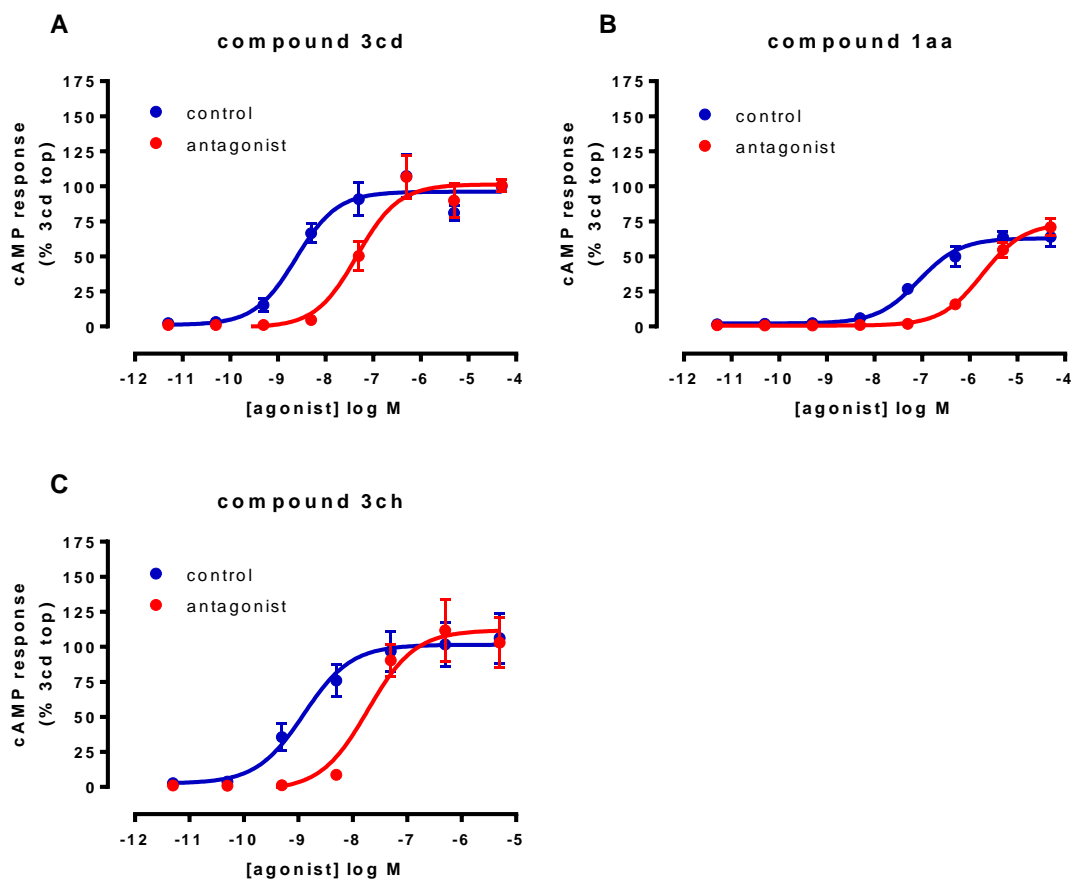 A
compound 3cd
cAMP response
(% 3cd top)
175
150
125
100
75
50
25
0
control
antagonist
-12 -11 -10 -9 -8 -7 -6 -5 -4
[agonist] log M
B
compound 1aa
cAMP response
(% 3cd top)
175
150
125
100
75
50
25
0
control
antagonist
-12 -11 -10 -9 -8 -7 -6 -5 -4
[agonist] log M
C
compound 3ch
cAMP response
(% 3cd top)
175
150
125
100
75
50
25
0
control
antagonist
-12 -11 -10 -9 -8 -7 -6 -5
[agonist] log M